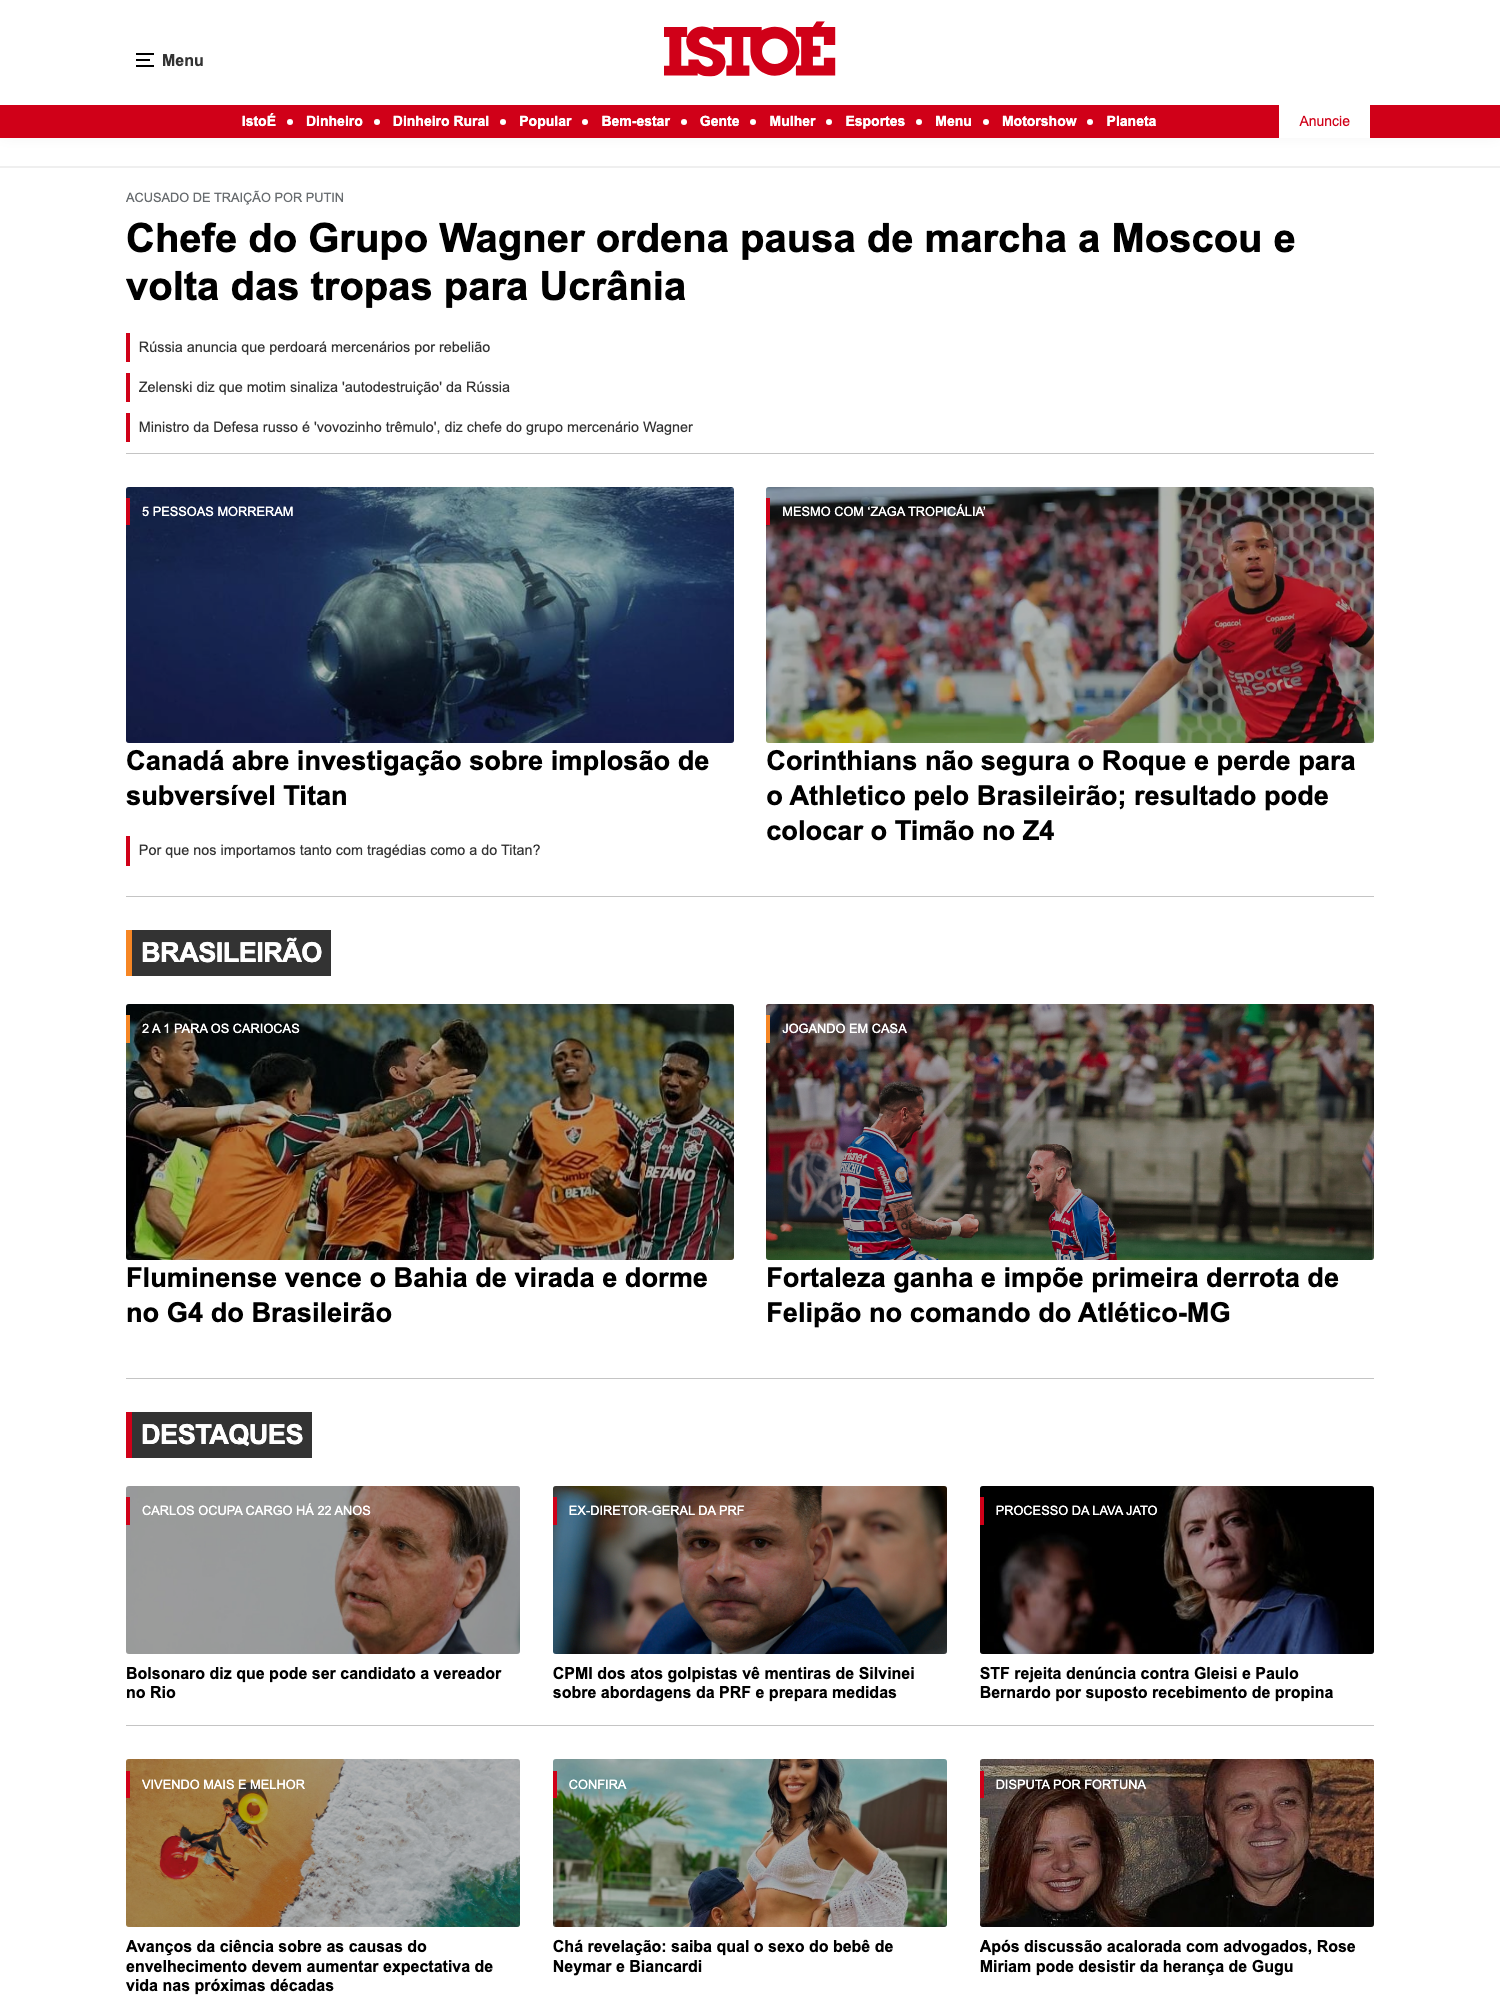 Menu
ISTOÉ
IstoÉ • Dinheiro • Dinheiro Rural • Popular • Bem-estar • Gente • Mulher • Esportes • Menu • Motorshow • Planeta
Anuncie
ACUSADO DE TRAIÇÃO POR PUTIN
Chefe do Grupo Wagner ordena pausa de marcha a Moscou e
volta das tropas para Ucrânia
Rússia anuncia que perdoará mercenários por rebelião
Zelenski diz que motim sinaliza 'autodestruição' da Rússia
Ministro da Defesa russo é 'vovozinho trêmulo', diz chefe do grupo mercenário Wagner
5 PESSOAS MORRERAM
Canadá abre investigação sobre implosão de
subversível Titan
Por que nos importamos tanto com tragédias como a do Titan?
MESMO COM 'ZAGA TROPICÁLIA'
Copacol
Copacol
Esportes
da Sorte
Corinthians não segura o Roque e perde para
o Athletico pelo Brasileirão; resultado pode
colocar o Timão no Z4
BRASILEIRÃO
2 A 1 PARA OS CARIOCAS
umbro
BETANO
Fluminense vence o Bahia de virada e dorme
no G4 do Brasileirão
JOGANDO EM CASA
Fortaleza ganha e impõe primeira derrota de
Felipão no comando do Atlético-MG
DESTAQUES
CARLOS OCUPA CARGO HÁ 22 ANOS
Bolsonaro diz que pode ser candidato a vereador
no Rio
EX-DIRETOR-GERAL DA PRF
CPMI dos atos golpistas vê mentiras de Silvinei
sobre abordagens da PRF e prepara medidas
PROCESSO DA LAVA JATO
STF rejeita denúncia contra Gleisi e Paulo
Bernardo por suposto recebimento de propina
VIVENDO MAIS E MELHOR
Avanços da ciência sobre as causas do
envelhecimento devem aumentar expectativa de
vida nas próximas décadas
CONFIRA
Chá revelação: saiba qual o sexo do bebê de
Neymar e Biancardi
DISPUTA POR FORTUNA
Após discussão acalorada com advogados, Rose
Miriam pode desistir da herança de Gugu